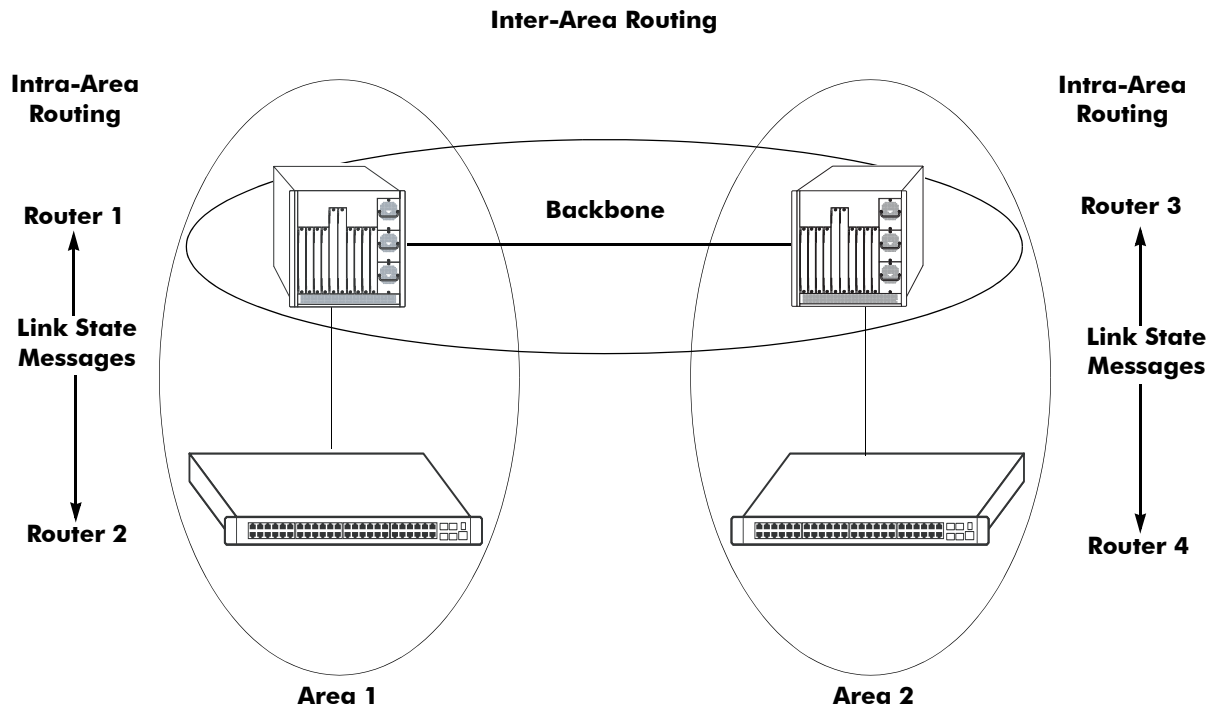 Inter-Area Routing
Intra-Area
Routing
Intra-Area
Routing
Router 1
Backbone
Router 3
Link State
Messages
Link State
Messages
Router 2
Router 4
Area 1
Area 2